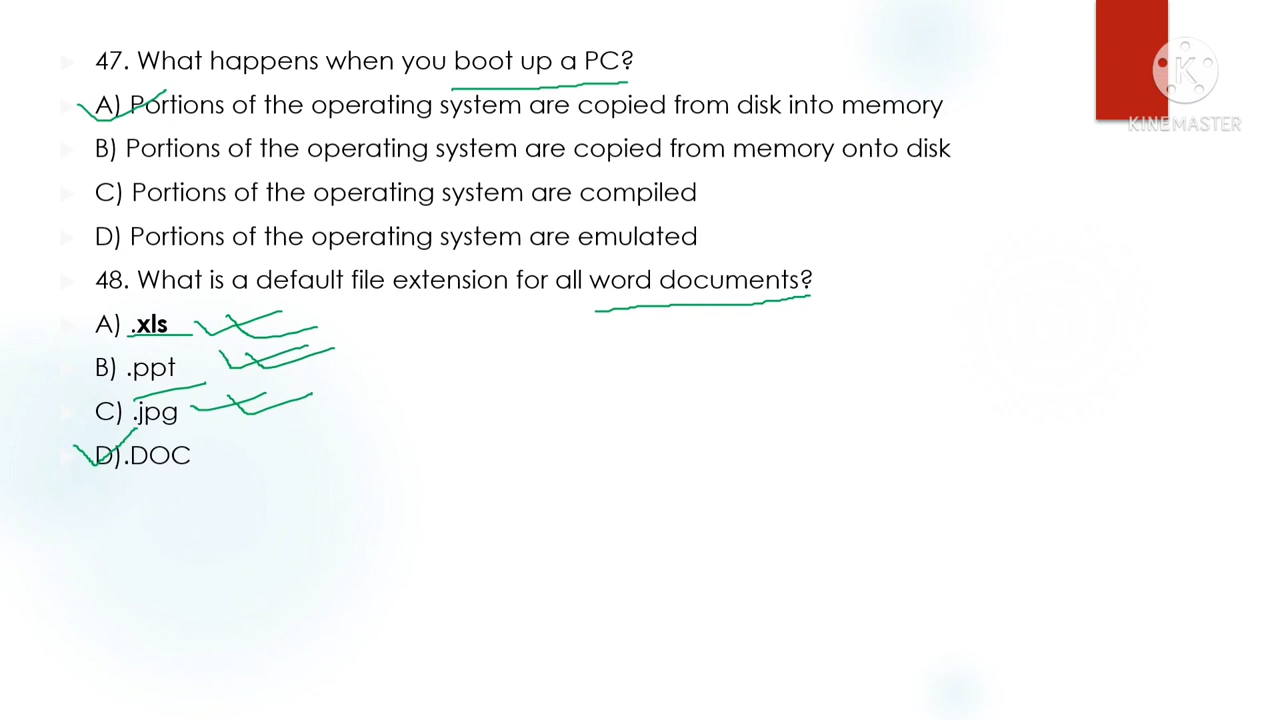 47. What happens when you boot up a PC?
A) Portions of the operating system are copied from disk into memory
B) Portions of the operating system are copied from memory onto disk
C) Portions of the operating system are compiled
D) Portions of the operating system are emulated
48. What is a default file extension for all word documents?
A) .xls
B) .ppt
C) .jpg
D).DOC
K
KINEMASTER